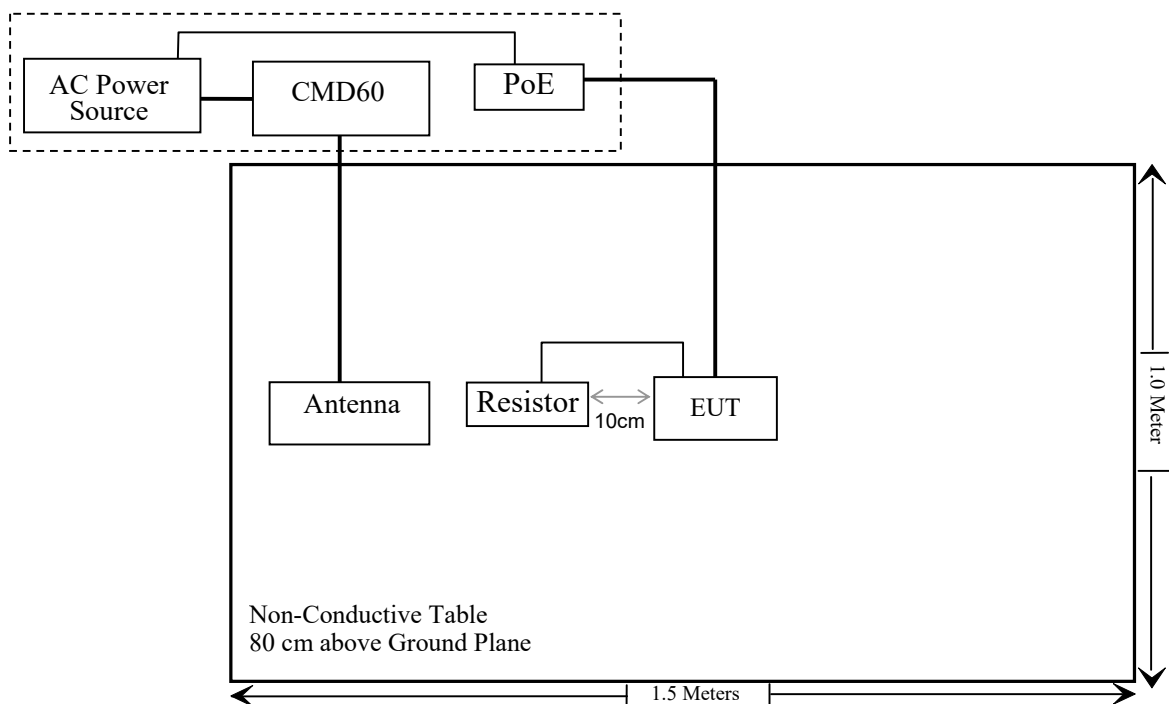 AC Power
Source
CMD60
PoE
Antenna
Resistor
10cm
EUT
1.0 Meter
Non-Conductive Table
80 cm above Ground Plane
1.5 Meters